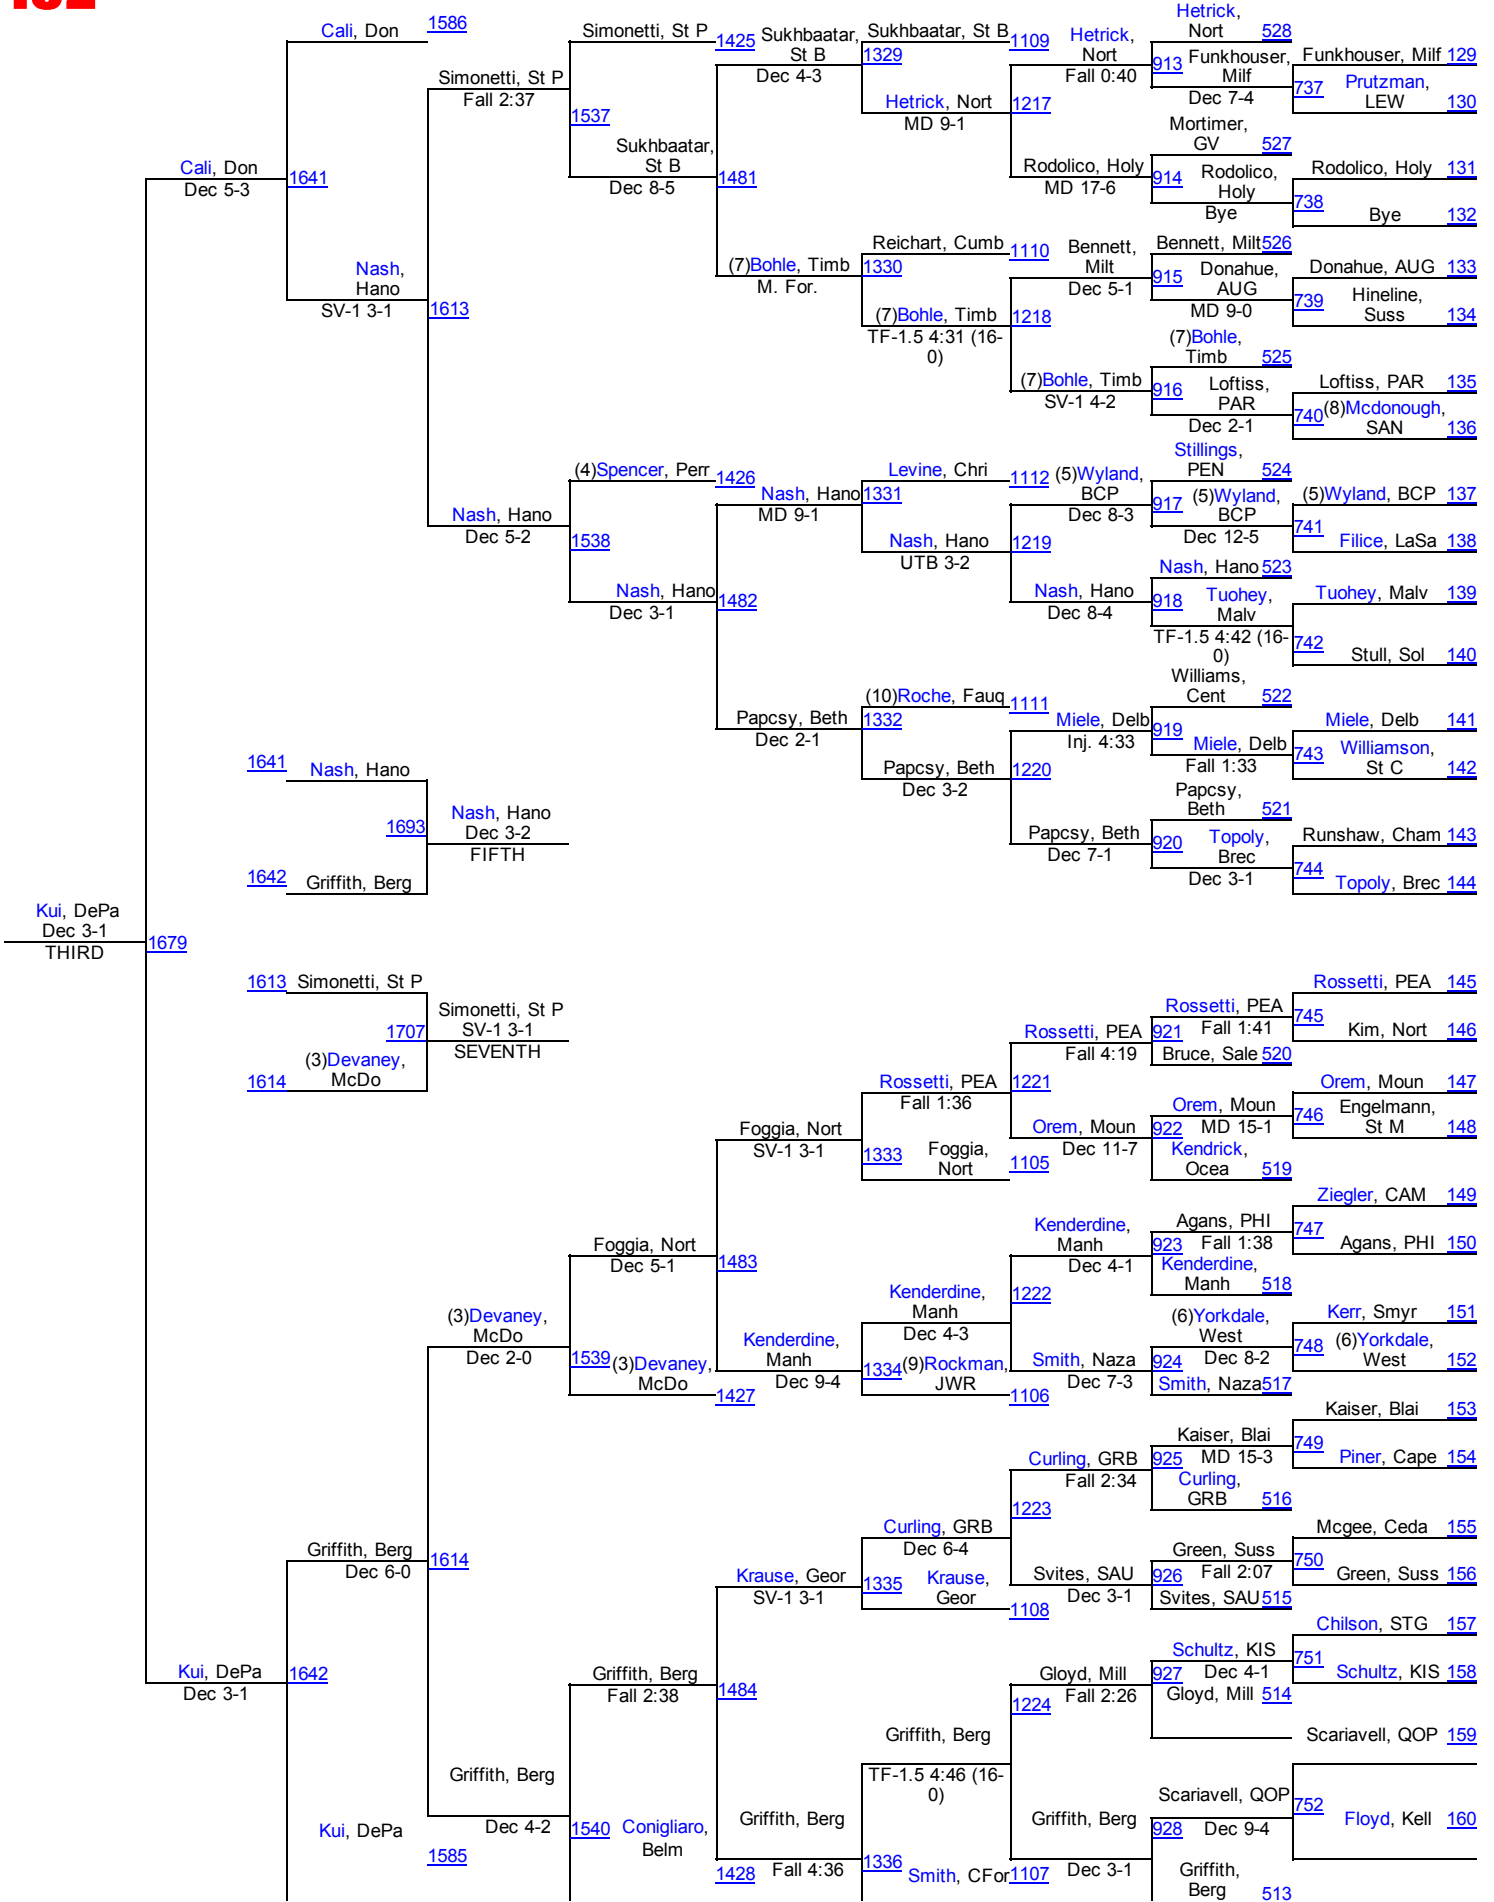 132
Cali, Don 1586
Simonetti, St P 1425
Sukhbaatar, St B
Dec 4-3
Sukhbaatar, St B 1109
1329
Hetrick, Nort
Fall 0:40
Hetrick, Nort 528
913 Funkhouser, Milf
Dec 7-4
Funkhouser, Milf 129
737 Prutzman, LEW 130
Simonetti, St P
Fall 2:37
1537
Hetrick, Nort 1217
MD 9-1
Mortimer, GV 527
Sukhbaatar, St B
Dec 8-5
1481
Rodolico, Holy
MD 17-6
914 Rodolico, Holy
Bye
Rodolico, Holy 131
738
Bye 132
Cali, Don
Dec 5-3
1641
Reichart, Cumb 1110
(7)Bohle, Timb
M. For.
1330
Bennett, Milt
Dec 5-1
Bennett, Milt 526
915 Donahue, AUG
MD 9-0
Donahue, AUG 133
739 Hineline, Suss 134
Nash, Hano
SV-1 3-1
1613
(7)Bohle, Timb 1218
TF-1.5 4:31 (16-0)
(7)Bohle, Timb 525
(7)Bohle, Timb
SV-1 4-2
916 Loftiss, PAR
Dec 2-1
Loftiss, PAR 135
740 (8)Mcdonough, SAN 136
(4)Spencer, Perr 1426
Nash, Hano
MD 9-1
Levine, Chri 1112
1331
(5)Wyland, BCP
Dec 8-3
Stillings, PEN 524
917 (5)Wyland, BCP
Dec 12-5
(5)Wyland, BCP 137
741
Filice, LaSa 138
Nash, Hano
Dec 5-2
1538
Nash, Hano 1219
UTB 3-2
Nash, Hano 523
Nash, Hano
Dec 3-1
1482
Nash, Hano
Dec 8-4
918 Tuohey, Malv
TF-1.5 4:42 (16-0)
Tuohey, Malv 139
742
Stull, Sol 140
(10)Roche, Fauq 1111
Papcsy, Beth
Dec 2-1
1332
Miele, Delb
Inj. 4:33
Williams, Cent 522
919 Miele, Delb
Fall 1:33
Miele, Delb 141
743 Williamson, St C 142
1641 Nash, Hano
Papcsy, Beth 1220
Dec 3-2
Papcsy, Beth 521
1693
Nash, Hano
Dec 3-2
FIFTH
Papcsy, Beth
Dec 7-1
920 Topoly, Brec
Dec 3-1
Runshaw, Cham 143
744
Topoly, Brec 144
1642 Griffith, Berg
Kui, DePa
Dec 3-1
THIRD
1679
1613 Simonetti, St P
1707
Simonetti, St P
SV-1 3-1
SEVENTH
1614 (3)Devaney, McDo
Rossetti, PEA 145
Rossetti, PEA
Fall 1:41
745
Kim, Nort 146
Rossetti, PEA
Fall 4:19
921
Bruce, Sale 520
Rossetti, PEA
Fall 1:36
1221
Orem, Moun 147
Orem, Moun
MD 15-1
746 Engelmann, St M 148
Foggia, Nort
SV-1 3-1
Orem, Moun
Dec 11-7
922
Kendrick, Ocea 519
1333 Foggia, Nort 1105
Ziegler, CAM 149
Agans, PHI
Fall 1:38
747
Agans, PHI 150
Foggia, Nort
Dec 5-1
1483
Kenderdine, Manh
Dec 4-1
923
Kenderdine, Manh 518
Kenderdine, Manh
Dec 4-3
1222
(6)Yorkdale, West
Dec 8-2
Kerr, Smyr 151
748 (6)Yorkdale, West 152
(3)Devaney, McDo
Dec 2-0
1539 (3)Devaney, McDo 1427
Kenderdine, Manh
Dec 9-4
1334 (9)Rockman, JWR 1106
Smith, Naza
Dec 7-3
924
Smith, Naza 517
Kaiser, Blai 153
Kaiser, Blai
MD 15-3
749
Piner, Cape 154
Curling, GRB
Fall 2:34
925
Curling, GRB 516
1223
Curling, GRB
Dec 6-4
Mcgee, Ceda 155
Griffith, Berg
Dec 6-0
1614
Green, Suss
Fall 2:07
750
Green, Suss 156
Krause, Geor
SV-1 3-1
1335 Krause, Geor 1108
Svites, SAU
Dec 3-1
926
Svites, SAU 515
Chilson, STG 157
Kui, DePa
Dec 3-1
1642
Griffith, Berg
Fall 2:38
1484
Gloyd, Mill
Fall 2:26
Schultz, KIS
Dec 4-1
751
Schultz, KIS 158
927
Gloyd, Mill 514
1224
Griffith, Berg
TF-1.5 4:46 (16-0)
Scariavell, QOP 159
Griffith, Berg
Dec 4-2
Scariavell, QOP
Dec 9-4
752
Floyd, Kell 160
Kui, DePa 1585
1540 Conigliaro, Belm 1428
Griffith, Berg
Fall 4:36
1336 Smith, CFor 1107
Griffith, Berg
Dec 3-1
928
Griffith, Berg 513